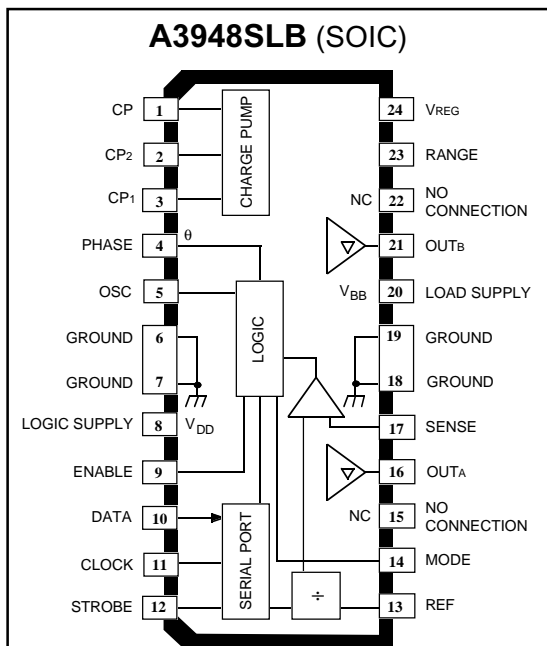 A3948SLB (SOIC)
CP 1
CP2 2
CP1 3
PHASE 4 θ
OSC 5
GROUND 6
GROUND 7
LOGIC SUPPLY 8 VDD
ENABLE 9
DATA 10
CLOCK 11
STROBE 12
CHARGE PUMP
LOGIC
SERIAL PORT
÷
24 VREG
23 RANGE
NC 22 NO
CONNECTION
21 OUTB
VBB 20 LOAD SUPPLY
19 GROUND
18 GROUND
17 SENSE
16 OUTA
NC 15 NO
CONNECTION
14 MODE
13 REF